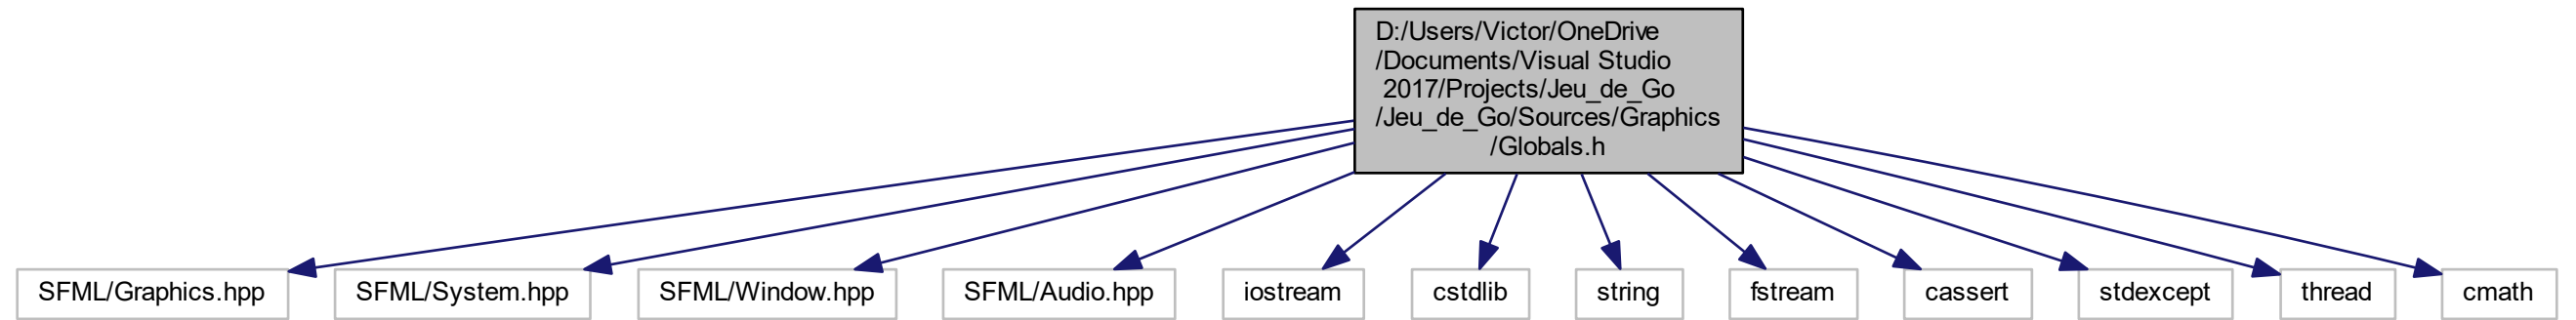 D:/Users/Victor/OneDrive
/Documents/Visual Studio
2017/Projects/Jeu_de_Go
/Jeu_de_Go/Sources/Graphics
/Globals.h
SFML/Graphics.hpp
SFML/System.hpp
SFML/Window.hpp
SFML/Audio.hpp
iostream
cstdlib
string
fstream
cassert
stdexcept
thread
cmath